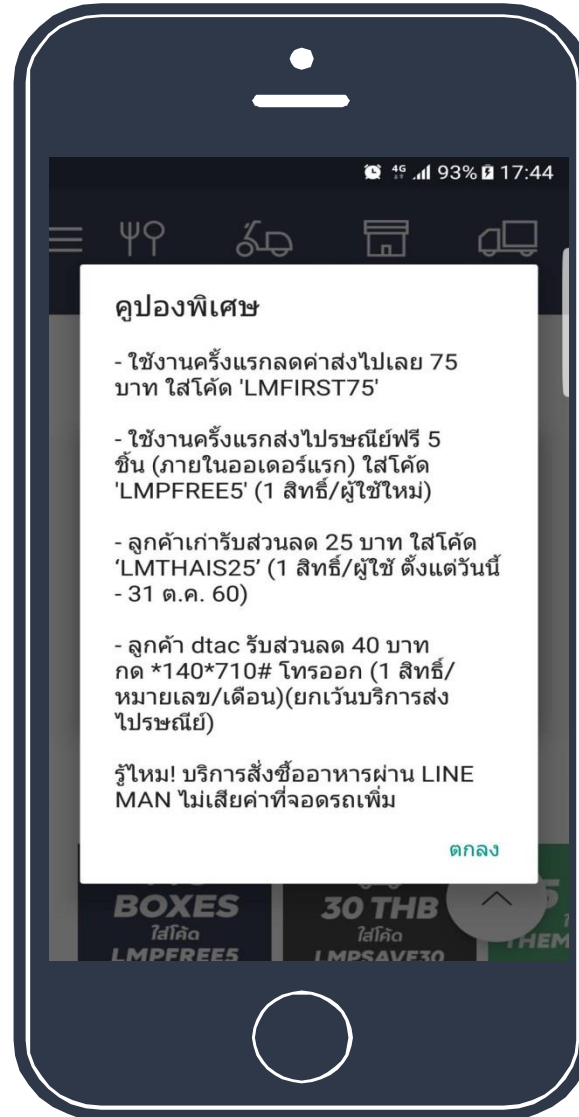 4G 93% 17:44
คูปองพิเศษ
- ใช้งานครั้งแรกลดค่าส่งไปเลย 75
บาท ใส่โค้ด 'LMFIRST75'
- ใช้งานครั้งแรกส่งไปรษณีย์ฟรี 5
ชิ้น (ภายในออเดอร์แรก) ใส่โค้ด
'LMPFREE5' (1 สิทธิ์/ผู้ใช้ใหม่)
- ลูกค้าเก่ารับส่วนลด 25 บาท ใส่โค้ด
‘LMTHAIS25’ (1 สิทธิ์/ผู้ใช้ ตั้งแต่วันนี้
- 31 ต.ค. 60)
- ลูกค้า dtac รับส่วนลด 40 บาท
กด *140*710# โทรออก (1 สิทธิ์/
หมายเลข/เดือน)(ยกเว้นบริการส่ง
ไปรษณีย์)
รู้ไหม! บริการสั่งซื้ออาหารผ่าน LINE
MAN ไม่เสียค่าที่จอดรถเพิ่ม
ตกลง
BOXES 30 THB
ใส่โค้ด ใส่โค้ด
LMPFREE5 LMPSAVE30